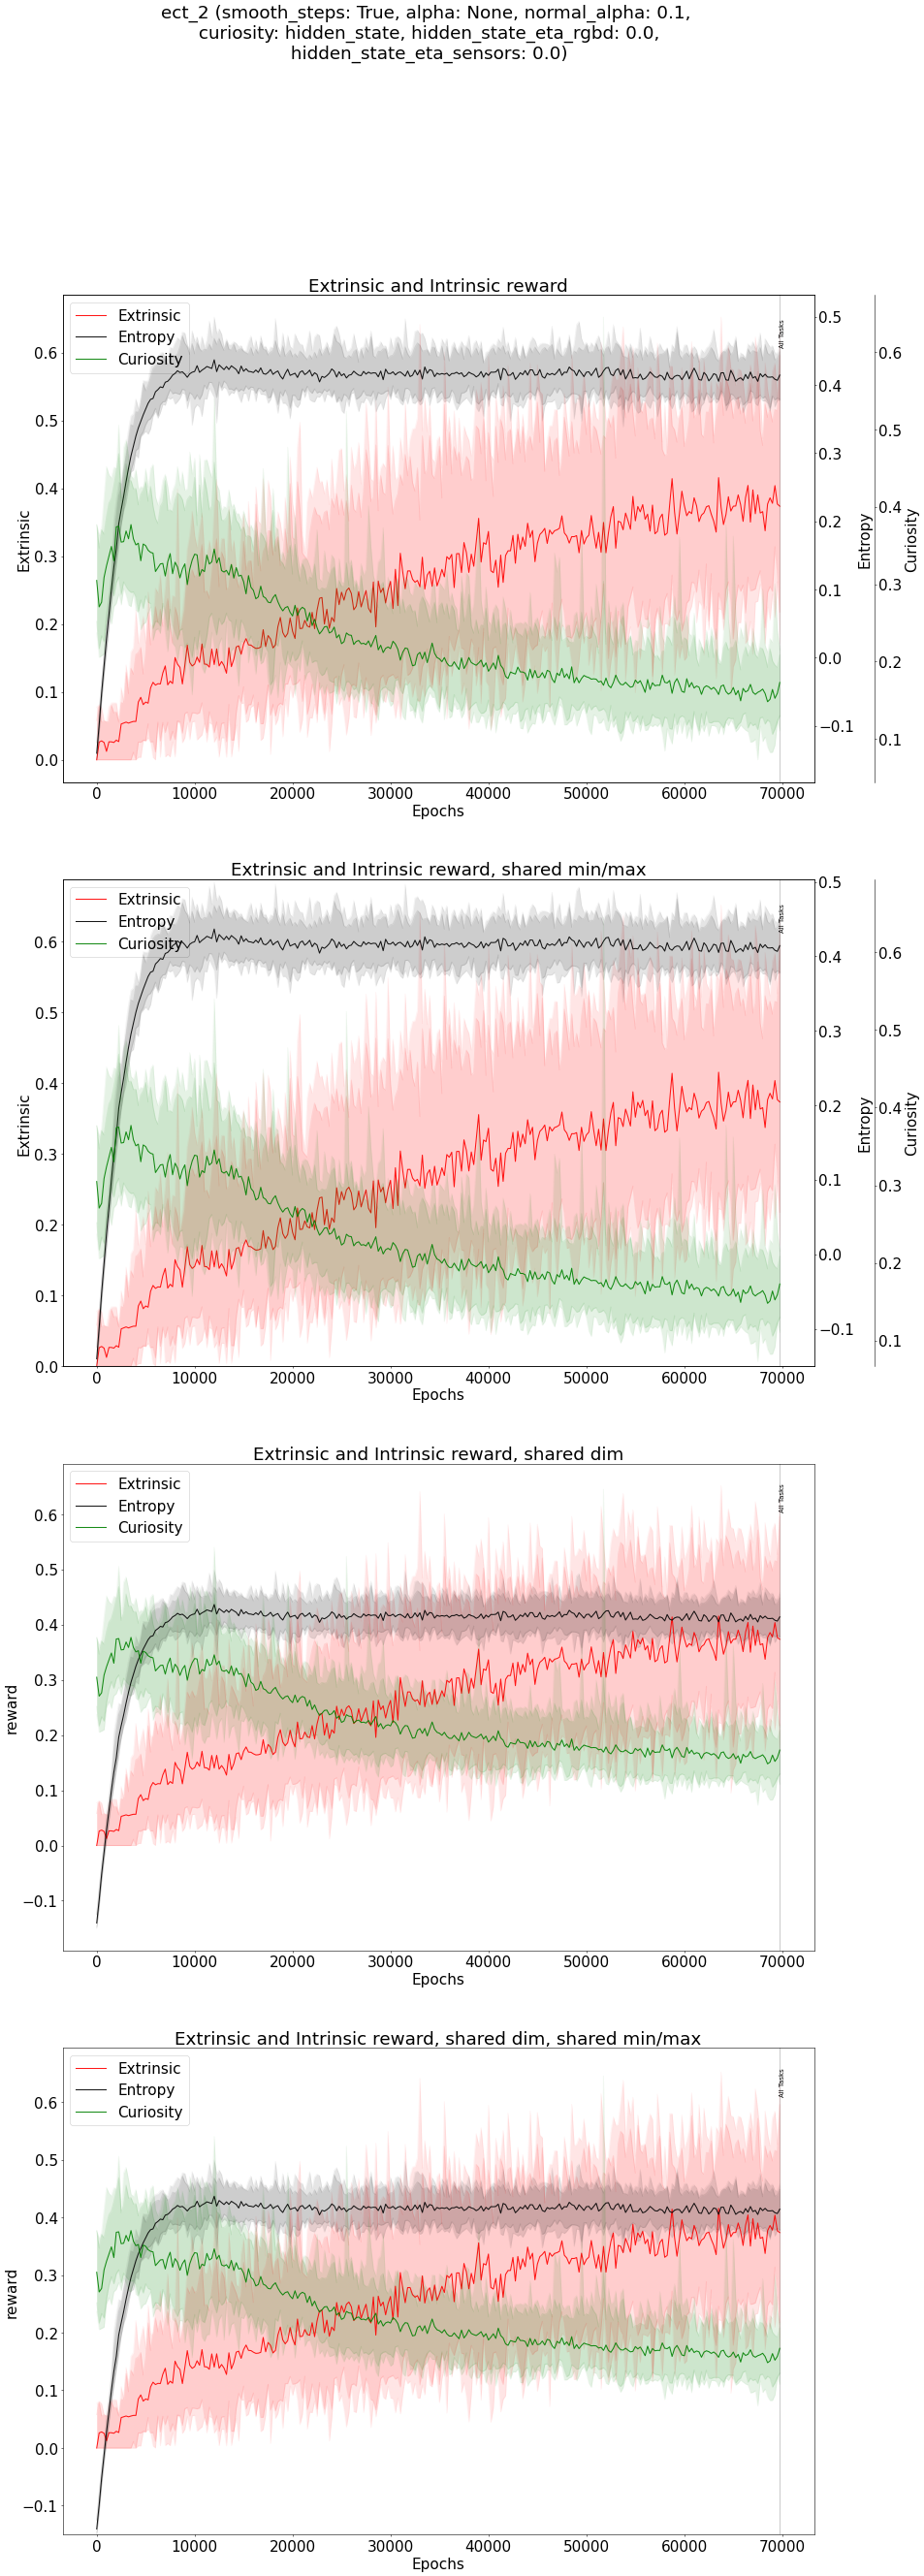 ect_2 (smooth_steps: True, alpha: None, normal_alpha: 0.1,
curiosity: hidden_state, hidden_state_eta_rgbd: 0.0,
hidden_state_eta_sensors: 0.0)
Extrinsic and Intrinsic reward
Extrinsic
Entropy
Curiosity
All Tasks
Extrinsic
0.6
0.5
0.4
0.3
0.2
0.1
0.0
0.5
0.4
0.3
0.2
0.1
0.0
−0.1
Entropy
0.6
0.5
0.4
0.3
0.2
0.1
Curiosity
0 10000 20000 30000 40000 50000 60000 70000
Epochs
Extrinsic and Intrinsic reward, shared min/max
Extrinsic
Entropy
Curiosity
All Tasks
Extrinsic
0.6
0.5
0.4
0.3
0.2
0.1
0.0
0.5
0.4
0.3
0.2
0.1
0.0
−0.1
Entropy
0.6
0.5
0.4
0.3
0.2
0.1
Curiosity
0 10000 20000 30000 40000 50000 60000 70000
Epochs
Extrinsic and Intrinsic reward, shared dim
Extrinsic
Entropy
Curiosity
All Tasks
reward
0.6
0.5
0.4
0.3
0.2
0.1
0.0
−0.1
0 10000 20000 30000 40000 50000 60000 70000
Epochs
Extrinsic and Intrinsic reward, shared dim, shared min/max
Extrinsic
Entropy
Curiosity
All Tasks
reward
0.6
0.5
0.4
0.3
0.2
0.1
0.0
−0.1
0 10000 20000 30000 40000 50000 60000 70000
Epochs